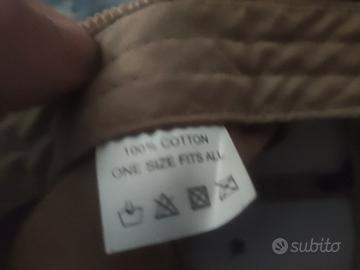 100% COTTON
ONE SIZE FITS ALL
subito